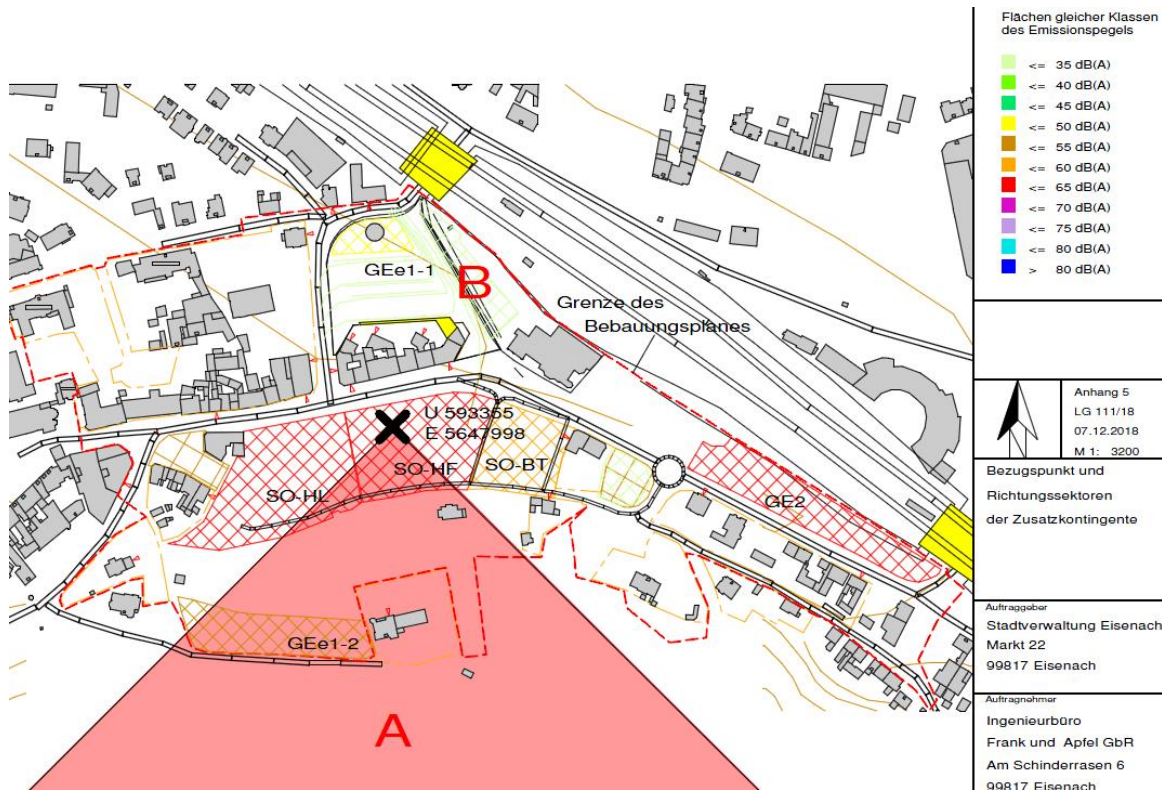 GEe1-1
B
Grenze des
Bebauungsplanes
U 593355
E 5647998
SO-HF
SO-BT
SO-HL
GE2
GEe1-2
A
Flächen gleicher Klassen
des Emissionspegels
<= 35 dB(A)
<= 40 dB(A)
<= 45 dB(A)
<= 50 dB(A)
<= 55 dB(A)
<= 60 dB(A)
<= 65 dB(A)
<= 70 dB(A)
<= 75 dB(A)
<= 80 dB(A)
> 80 dB(A)
Anhang 5
LG 111/18
07.12.2018
M 1: 3200
Bezugspunkt und
Richtungssektoren
der Zusatzkontingente
Auftraggeber
Stadtverwaltung Eisenach
Markt 22
99817 Eisenach
Auftragnehmer
Ingenieurbüro
Frank und Apfel GbR
Am Schinderrasen 6
99817 Eisenach